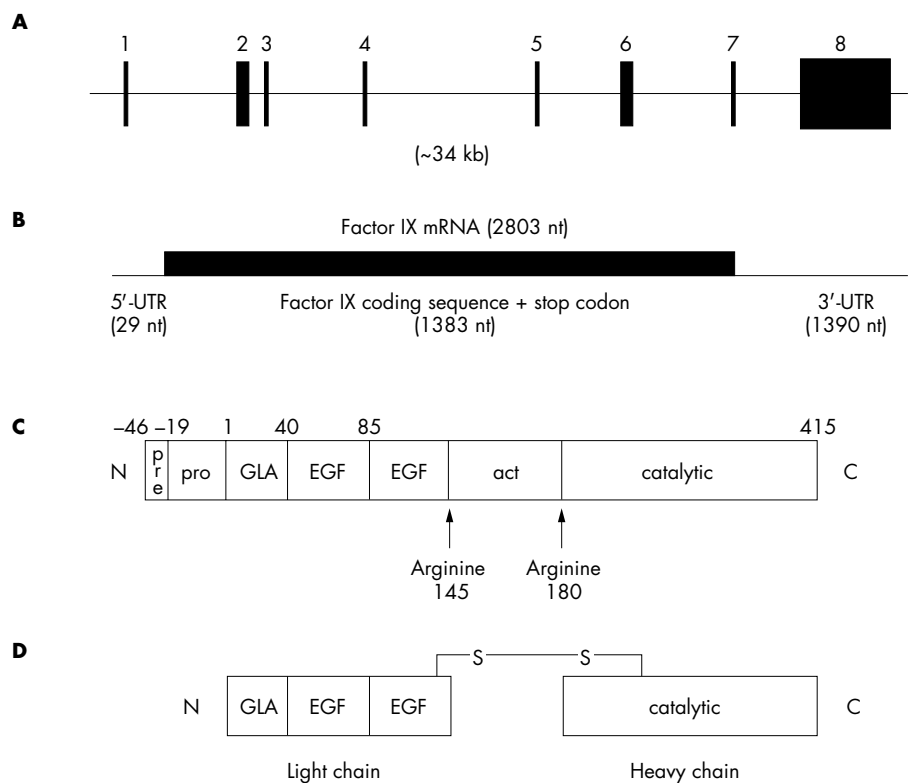 A
1 2 3 4 5 6 7 8
(~34 kb)
B
Factor IX mRNA (2803 nt)
5′-UTR
(29 nt)
Factor IX coding sequence + stop codon
(1383 nt)
3′-UTR
(1390 nt)
C
–46 –19 1 40 85 415
N pre pro GLA EGF EGF act catalytic C
Arginine
145
Arginine
180
D
S S
N GLA EGF EGF catalytic C
Light chain Heavy chain